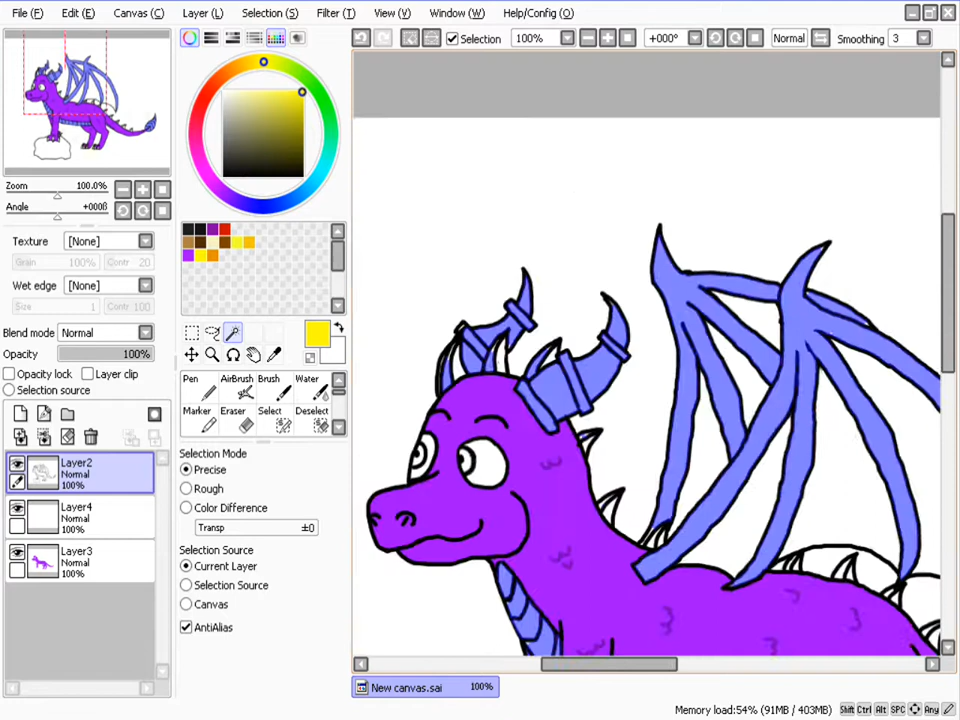 File (F) Edit (E) Canvas (C) Layer (L) Selection (S) Filter (T) View (V) Window (W) Help/Config (O)
Selection 100% +000° Normal Smoothing 3
Zoom 100.0%
Angle +000ß
Texture [None]
Grain 100% Contr 20
Wet edge [None]
Size 1 Contr 100
Blend mode Normal
Opacity 100%
Opacity lock Layer clip
Selection source
Layer2
Normal
100%
Layer4
Normal
100%
Layer3
Normal
100%
Pen AirBrush Brush Water
Marker Eraser Select Deselect
Selection Mode
Precise
Rough
Color Difference
Transp ±0
Selection Source
Current Layer
Selection Source
Canvas
AntiAlias
New canvas.sai 100%
Memory load:54% (91MB / 403MB) Shift Ctrl Alt SPC Any